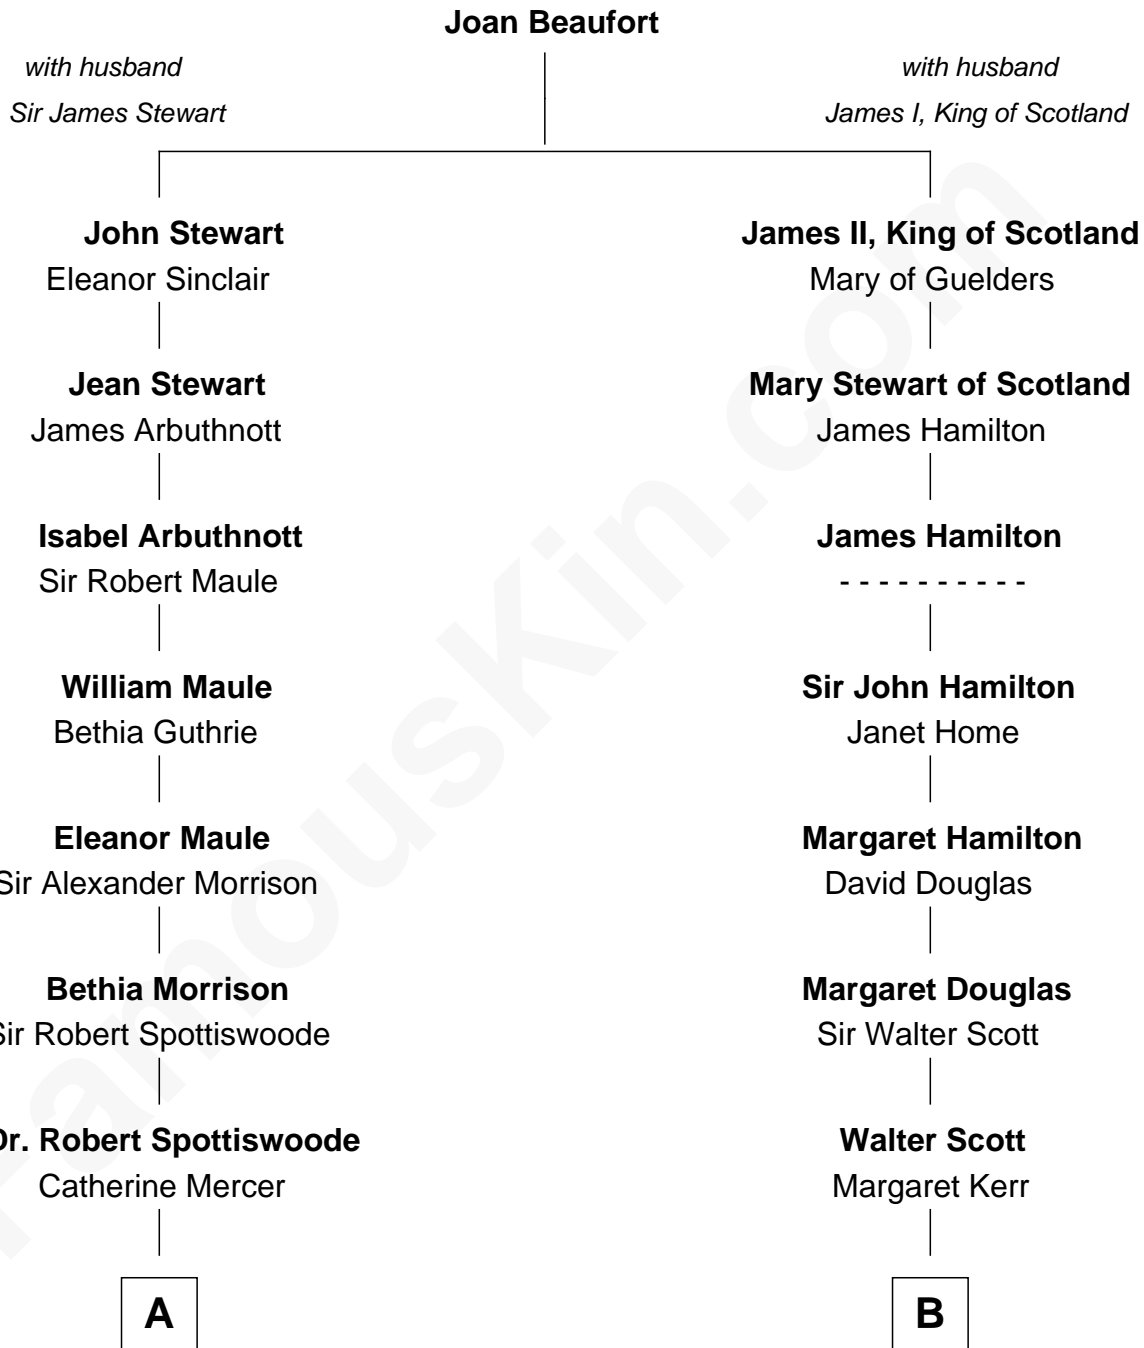 Joan Beaufort
with husband
Sir James Stewart
with husband
James I, King of Scotland
John Stewart
Eleanor Sinclair
James II, King of Scotland
Mary of Guelders
Jean Stewart
James Arbuthnott
Mary Stewart of Scotland
James Hamilton
Isabel Arbuthnott
Sir Robert Maule
James Hamilton
- - - - - - - - - -
William Maule
Bethia Guthrie
Sir John Hamilton
Janet Home
Eleanor Maule
Sir Alexander Morrison
Margaret Hamilton
David Douglas
Bethia Morrison
Sir Robert Spottiswoode
Margaret Douglas
Sir Walter Scott
Dr. Robert Spottiswoode
Catherine Mercer
Walter Scott
Margaret Kerr
A
B
FamousKin.com